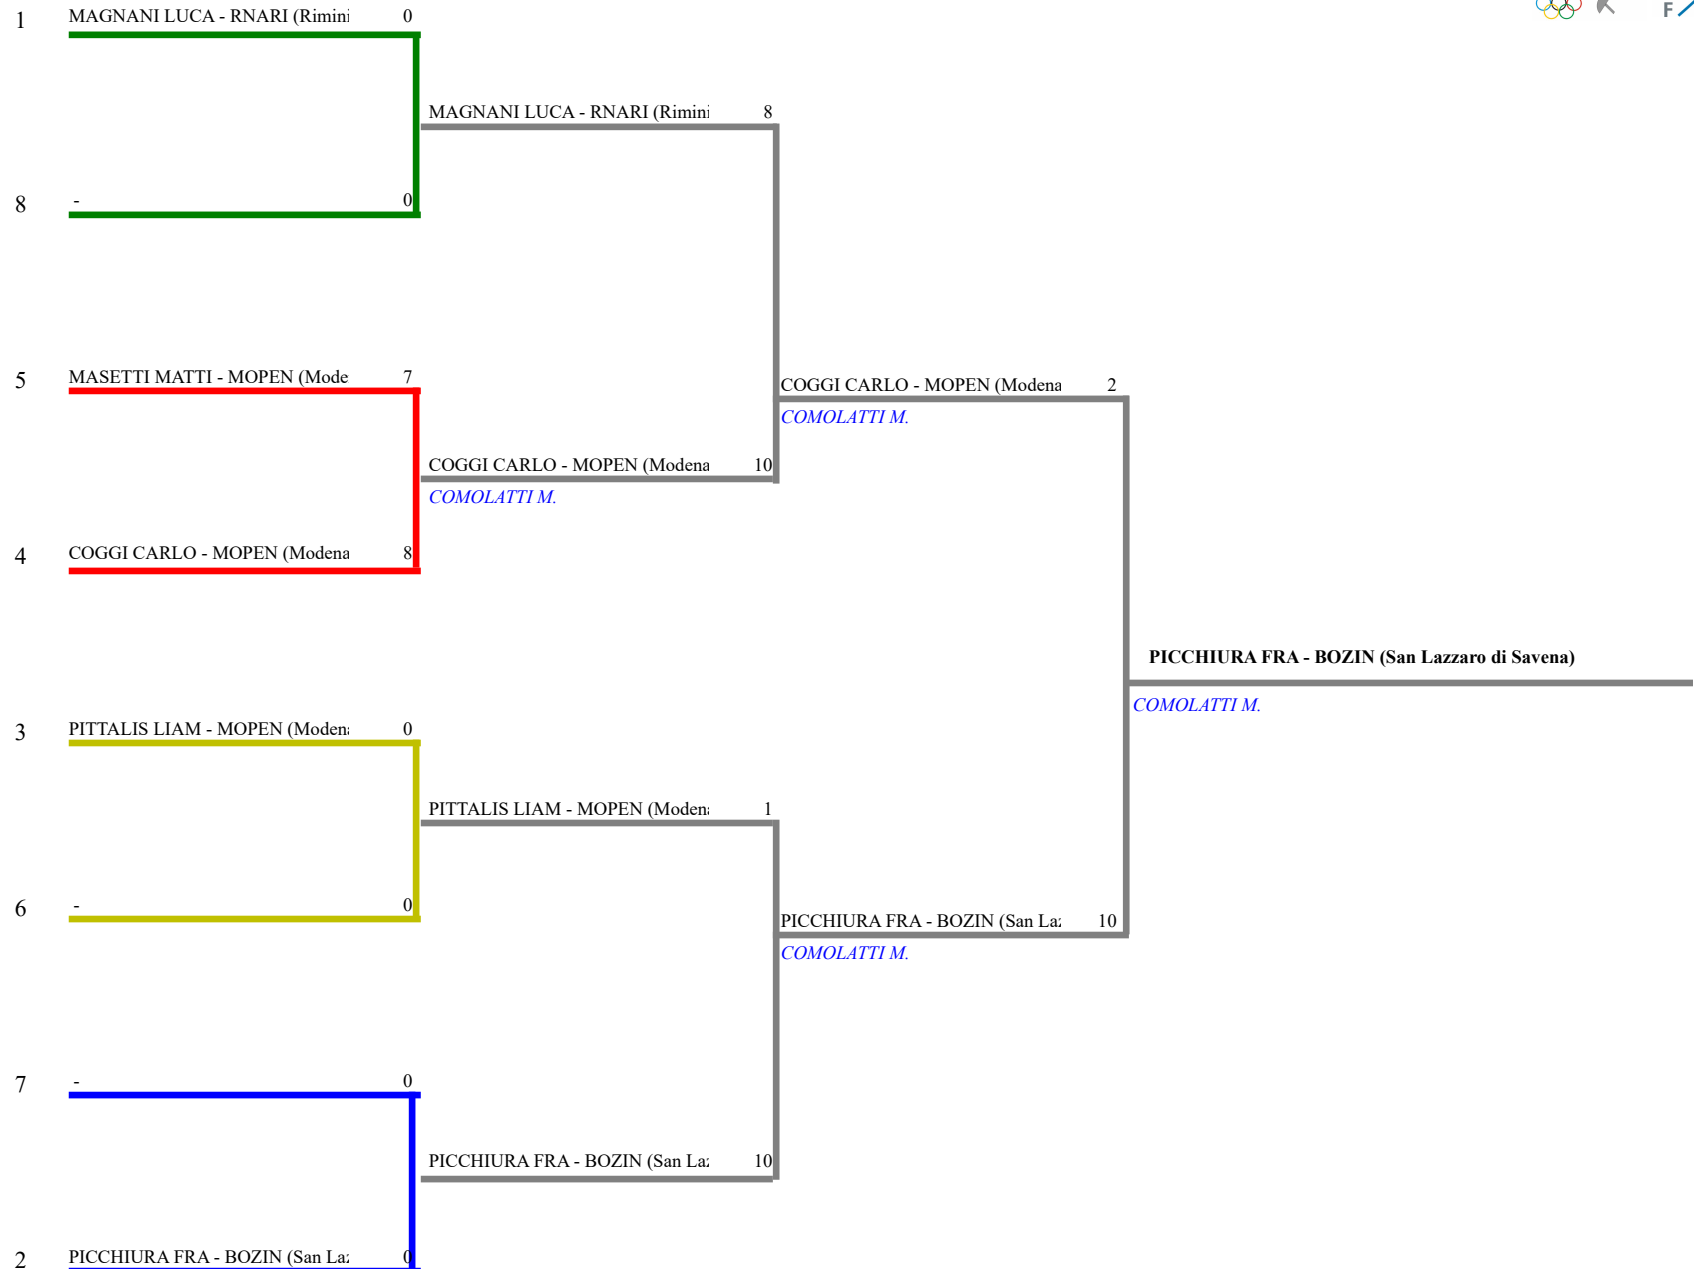 1 MAGNANI LUCA - RNARI (Rimini 0
8 - 0
MAGNANI LUCA - RNARI (Rimini 8
5 MASETTI MATTI - MOPEN (Mode 7
4 COGGI CARLO - MOPEN (Modena 8
COGGI CARLO - MOPEN (Modena 10
COMOLATTI M.
COGGI CARLO - MOPEN (Modena 2
COMOLATTI M.
3 PITTALIS LIAM - MOPEN (Moden 0
6 - 0
PITTALIS LIAM - MOPEN (Moden 1
7 - 0
2 PICCHIURA FRA - BOZIN (San La 0
PICCHIURA FRA - BOZIN (San La 10
PICCHIURA FRA - BOZIN (San La 10
COMOLATTI M.
PICCHIURA FRA - BOZIN (San Lazzaro di Savena)
COMOLATTI M.
F